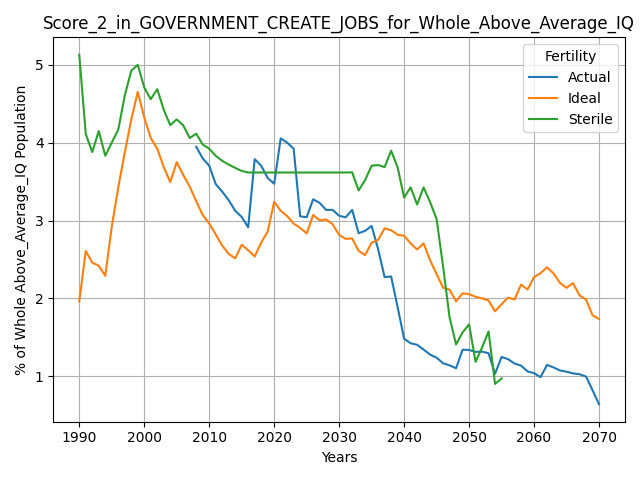 Score_2_in_GOVERNMENT_CREATE_JOBS_for_Whole_Above_Average_IQ
% of Whole Above_Average_IQ Population
5
4
3
2
1
Fertility
Actual
Ideal
Sterile
1990 2000 2010 2020 2030 2040 2050 2060 2070
Years